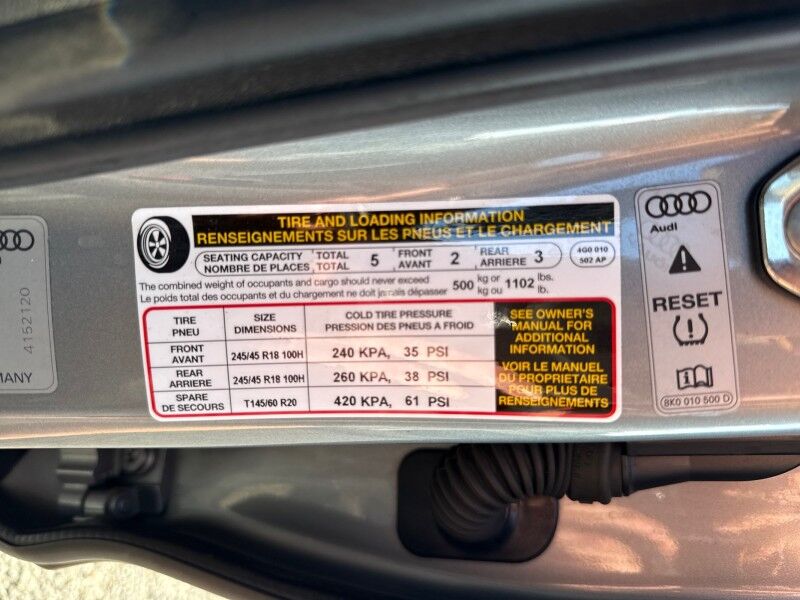 TIRE AND LOADING INFORMATION
RENSEIGNEMENTS SUR LES PNEUS ET LE CHARGEMENT
SEATING CAPACITY TOTAL 5 FRONT 2 REAR 3
NOMBRE DE PLACES TOTAL AVANT ARRIERE
4G0 010
502 AP
The combined weight of occupants and cargo should never exceed 500 kg or 1102 lbs.
Le poids total des occupants et du chargement ne doit jamais dépasser kg ou lb.
TIRE SIZE COLD TIRE PRESSURE
PNEU DIMENSIONS PRESSION DES PNEUS A FROID
FRONT
AVANT 245/45 R18 100H 240 KPA, 35 PSI
REAR
ARRIERE 245/45 R18 100H 260 KPA, 38 PSI
SPARE
DE SECOURS T145/60 R20 420 KPA, 61 PSI
SEE OWNER'S
MANUAL FOR
ADDITIONAL
INFORMATION
VOIR LE MANUEL
DU PROPRIETAIRE
POUR PLUS DE
RENSEIGNEMENTS
Audi
RESET
8K0 010 500 D
4152120
MANY